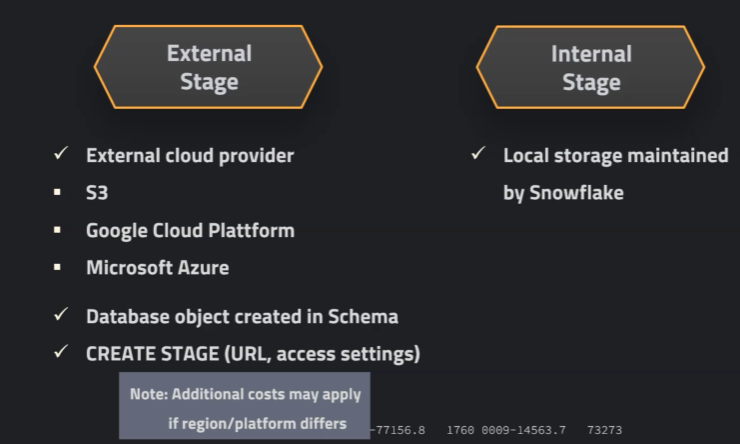 External
Stage
✓ External cloud provider
▪ S3
▪ Google Cloud Plattform
▪ Microsoft Azure
✓ Database object created in Schema
✓ CREATE STAGE (URL, access settings)
Note: Additional costs may apply
if region/platform differs
Internal
Stage
✓ Local storage maintained
by Snowflake
-77156.8 1760 0009-14563.7 73273